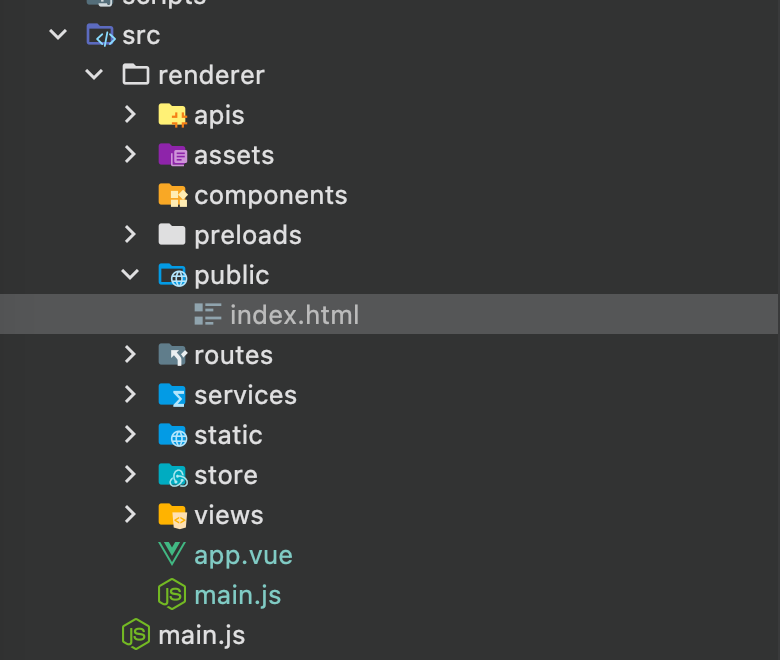 scripts
src
renderer
apis
assets
components
preloads
public
index.html
routes
services
static
store
views
app.vue
main.js
main.js